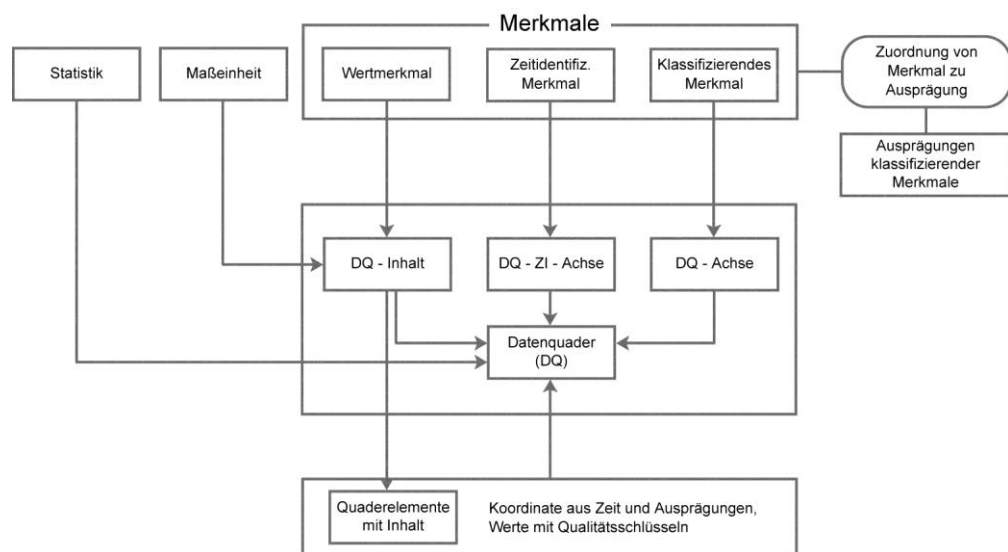 Merkmale
Statistik
Maßeinheit
Wertmerkmal
Zeitidentifiz.
Merkmal
Klassifizierendes
Merkmal
Zuordnung von
Merkmal zu
Ausprägung
Ausprägungen
klassifizierender
Merkmale
DQ - Inhalt
DQ - ZI - Achse
DQ - Achse
Datenquader
(DQ)
Quaderelemente
mit Inhalt
Koordinate aus Zeit und Ausprägungen,
Werte mit Qualitätsschlüsseln